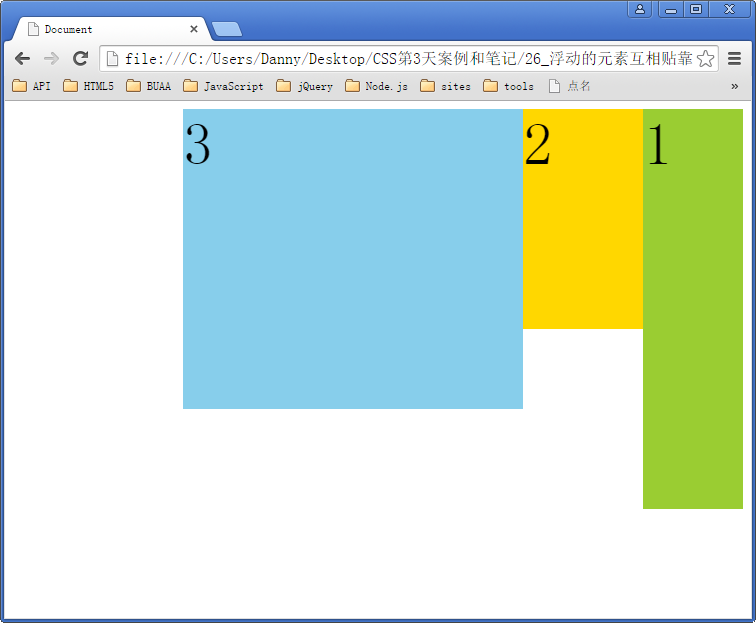 Document
file:///C:/Users/Danny/Desktop/CSS第3天案例和笔记/26_浮动的元素互相贴靠
API HTML5 BUAA JavaScript jQuery Node.js sites tools 点名 »
3 2 1